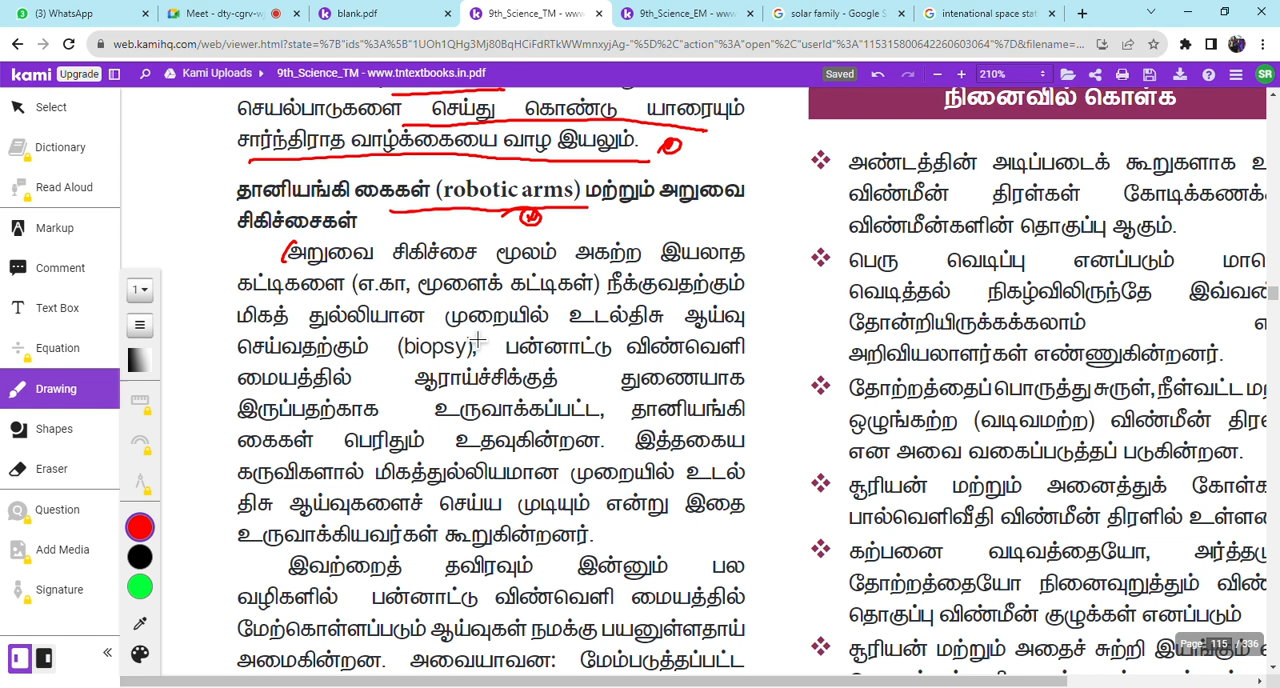 (3) WhatsApp
Meet - dty-cgrv-w
blank.pdf
9th_Science_TM - www
9th_Science_EM - www
solar family - Google S
intenational space stat
web.kamihq.com/web/viewer.html?state=%7B"ids"%3A%5B"1UOh1QHg3Mj80BqHCiFdRTkWWmnxyjAg-"%5D%2C"action"%3A"open"%2C"userId"%3A"115315800642260603064"%7D&filename=...
kami Upgrade
Kami Uploads
9th_Science_TM - www.tntextbooks.in.pdf
Saved
210%
SR
Select
Dictionary
Read Aloud
Markup
Comment
Text Box
Equation
Drawing
Shapes
Eraser
Question
Add Media
Signature
1
செயல்பாடுகளை செய்து கொண்டு யாரையும்
சார்ந்திராத வாழ்க்கையை வாழ இயலும்.
தானியங்கி கைகள் (robotic arms) மற்றும் அறுவை
சிகிச்சைகள்
அறுவை சிகிச்சை மூலம் அகற்ற இயலாத
கட்டிகளை (எ.கா, மூளைக் கட்டிகள்) நீக்குவதற்கும்
மிகத் துல்லியான முறையில் உடல்திசு ஆய்வு
செய்வதற்கும் (biopsy), பன்னாட்டு விண்வெளி
மையத்தில் ஆராய்ச்சிக்குத் துணையாக
இருப்பதற்காக உருவாக்கப்பட்ட, தானியங்கி
கைகள் பெரிதும் உதவுகின்றன. இத்தகைய
கருவிகளால் மிகத்துல்லியமான முறையில் உடல்
திசு ஆய்வுகளைச் செய்ய முடியும் என்று இதை
உருவாக்கியவர்கள் கூறுகின்றனர்.
இவற்றைத் தவிரவும் இன்னும் பல
வழிகளில் பன்னாட்டு விண்வெளி மையத்தில்
மேற்கொள்ளப்படும் ஆய்வுகள் நமக்கு பயனுள்ளதாய்
அமைகின்றன. அவையாவன: மேம்படுத்தப்பட்ட
நினைவில் கொள்க
அண்டத்தின் அடிப்படைக் கூறுகளாக உ
விண்மீன் திரள்கள் கோடிக்கணக்
விண்மீன்களின் தொகுப்பு ஆகும்.
பெரு வெடிப்பு எனப்படும் மா
வெடித்தல் நிகழ்விலிருந்தே இவ்வ
தோன்றியிருக்கக்கலாம் எ
அறிவியலாளர்கள் எண்ணுகின்றனர்.
தோற்றத்தைப் பொருத்து சுருள், நீள்வட்ட ம
ஒழுங்கற்ற (வடிவமற்ற) விண்மீன் திர
என அவை வகைப்படுத்தப் படுகின்றன.
சூரியன் மற்றும் அனைத்துக் கோள்க
பால்வெளிவீதி விண்மீன் திரளில் உள்ள
கற்பனை வடிவத்தையோ, அர்த்த
தோற்றத்தையோ நினைவுறுத்தும் விண்
தொகுப்பு விண்மீன் குழுக்கள் எனப்படும்
சூரியன் மற்றும் அதைச் சுற்றி
Page: 115 / 336